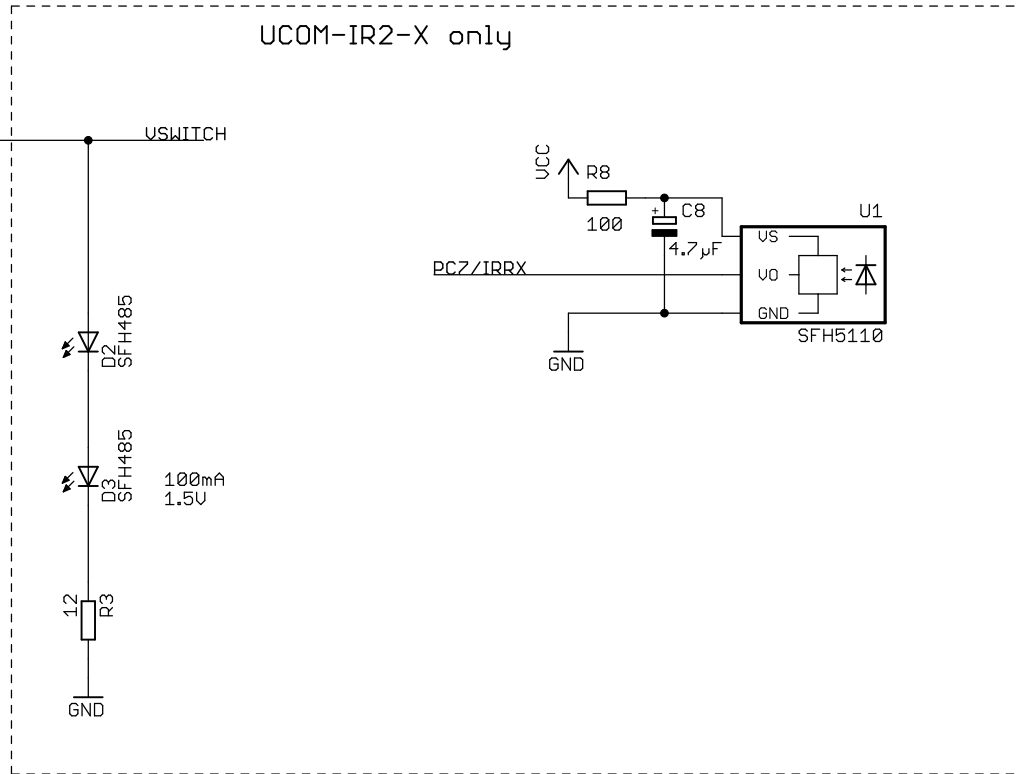 UCOM-IR2-X only
VSWITCH
VCC
R8
100
+
C8
4.7µF
U1
VS
PC7/IRRX
VO
GND
SFH5110
GND
D2
SFH485
D3
SFH485
100mA
1.5V
12
R3
GND